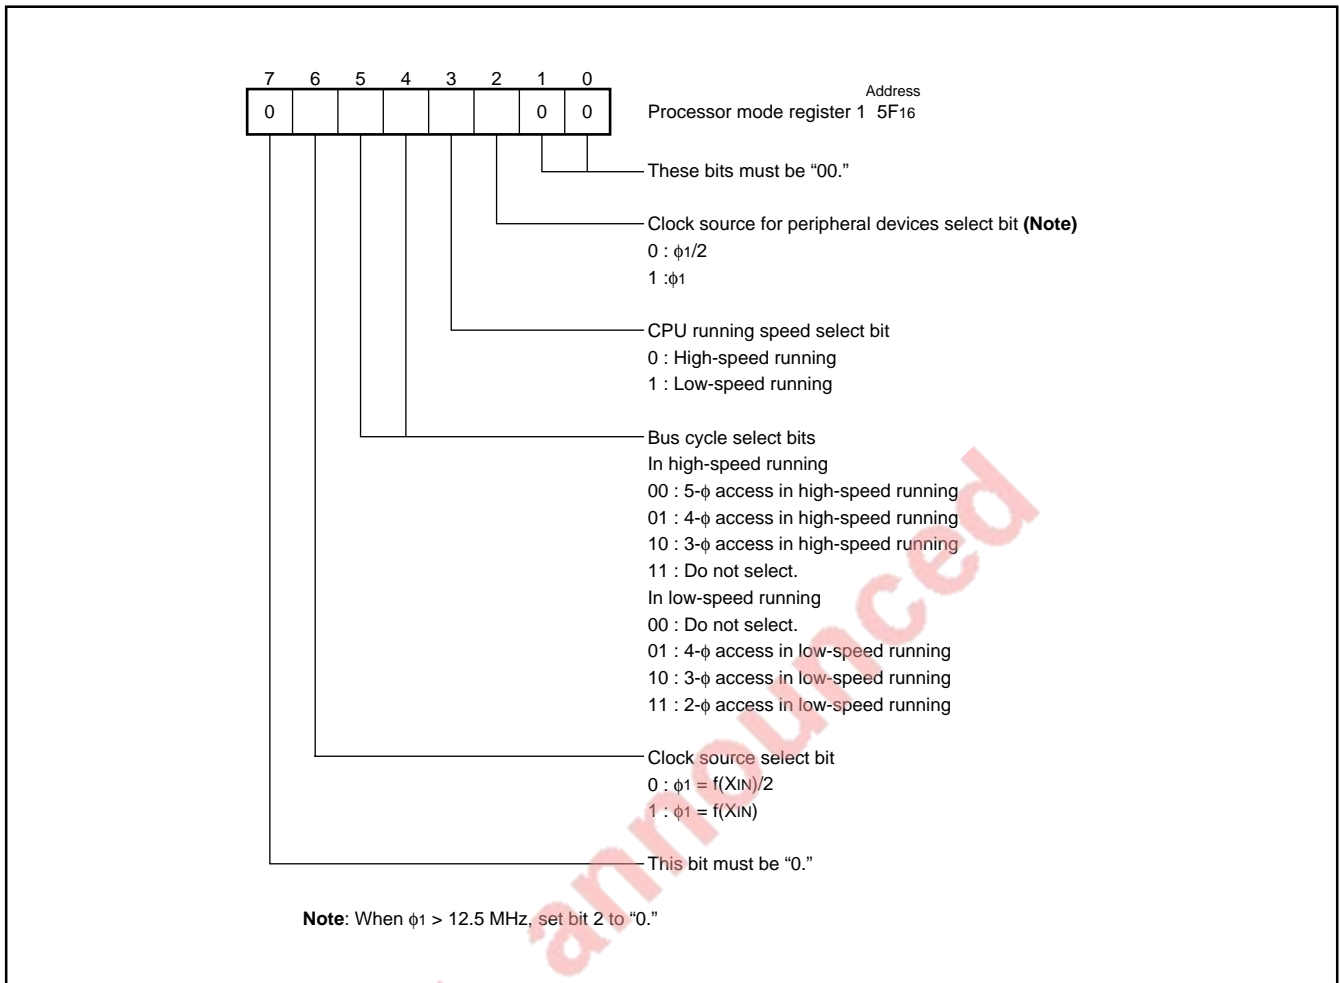 7 6 5 4 3 2 1 0
Address
0 0 0 Processor mode register 1 5F16
These bits must be “00.”
Clock source for peripheral devices select bit (Note)
0 : ϕ1/2
1 :ϕ1
CPU running speed select bit
0 : High-speed running
1 : Low-speed running
Bus cycle select bits
In high-speed running
00 : 5-ϕ access in high-speed running
01 : 4-ϕ access in high-speed running
10 : 3-ϕ access in high-speed running
11 : Do not select.
In low-speed running
00 : Do not select.
01 : 4-ϕ access in low-speed running
10 : 3-ϕ access in low-speed running
11 : 2-ϕ access in low-speed running
Clock source select bit
0 : ϕ1 = f(XIN)/2
1 : ϕ1 = f(XIN)
This bit must be “0.”
Note: When ϕ1 > 12.5 MHz, set bit 2 to “0.”
announced